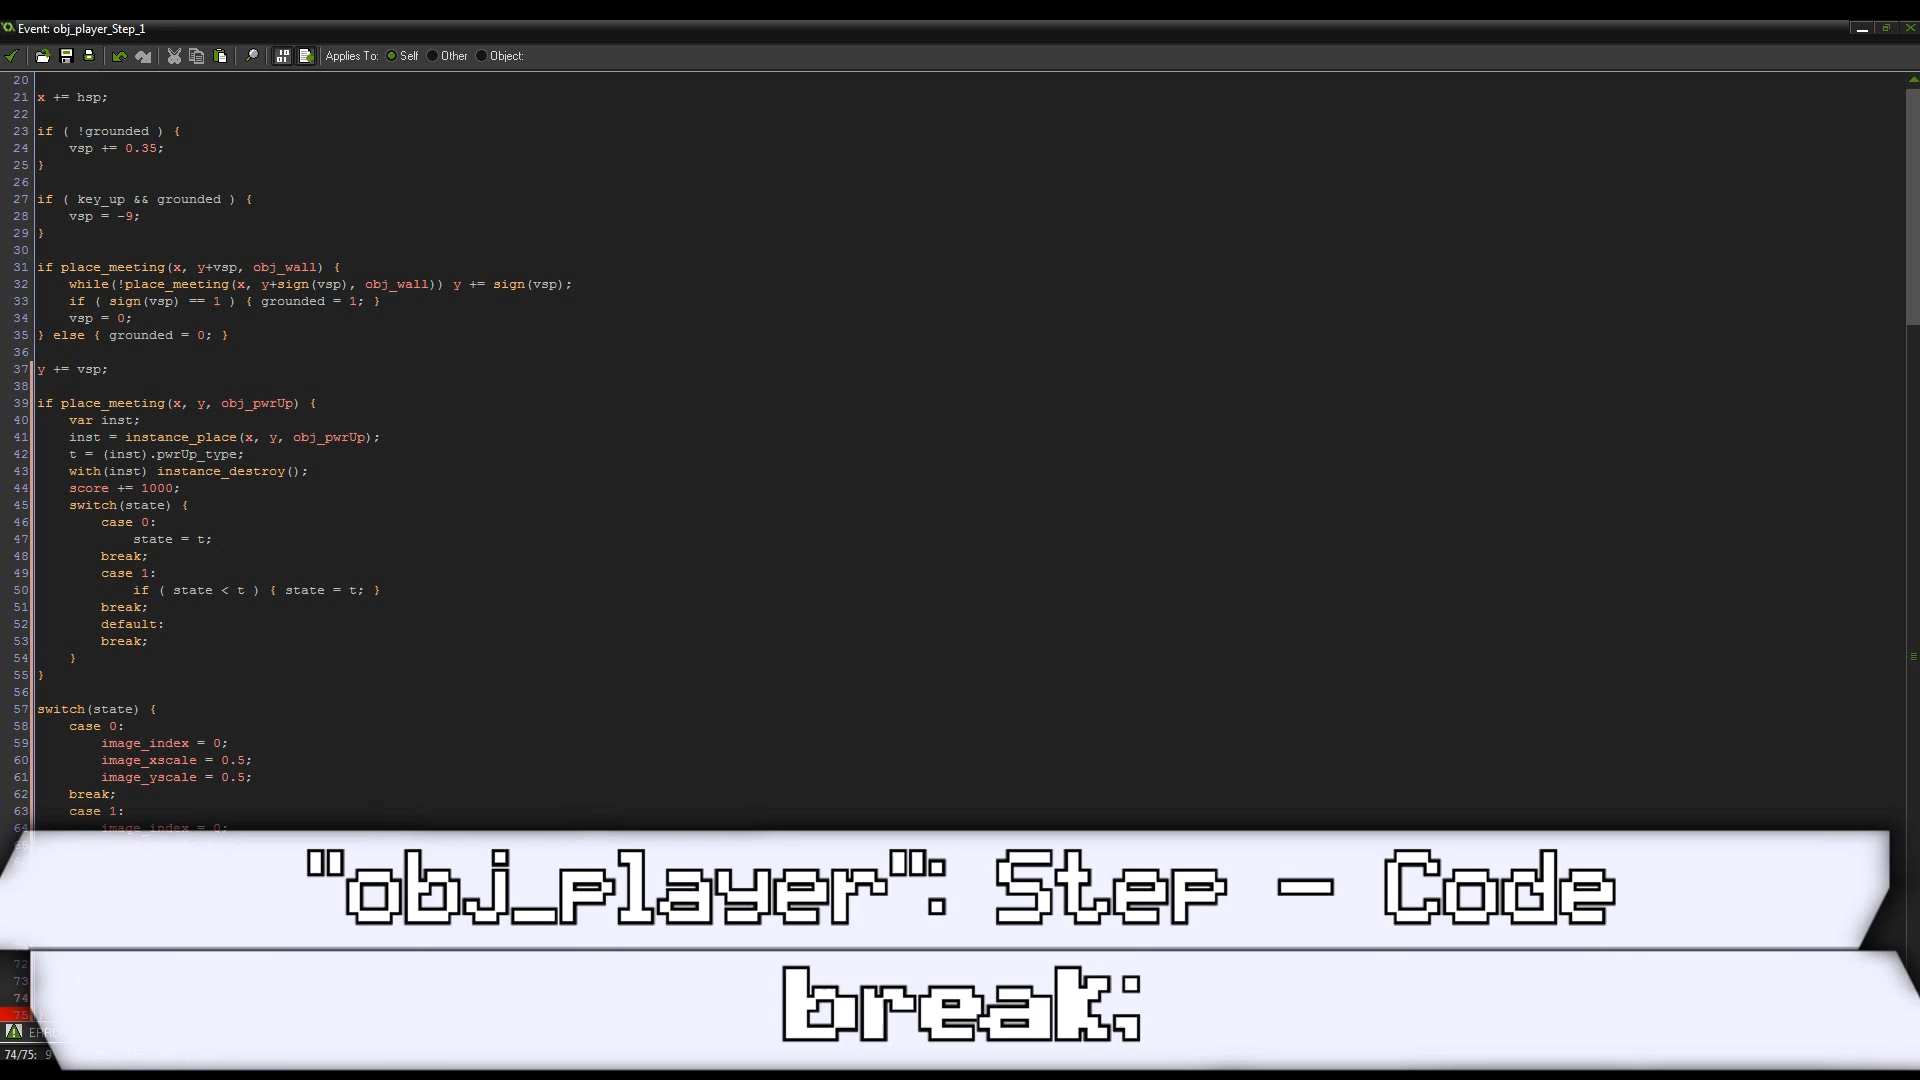 Event: obj_player_Step_1
Applies To: Self Other Object:
20
21 x += hsp;
22
23 if ( !grounded ) {
24 vsp += 0.35;
25 }
26
27 if ( key_up && grounded ) {
28 vsp = -9;
29 }
30
31 if place_meeting(x, y+vsp, obj_wall) {
32 while(!place_meeting(x, y+sign(vsp), obj_wall)) y += sign(vsp);
33 if ( sign(vsp) == 1 ) { grounded = 1; }
34 vsp = 0;
35 } else { grounded = 0; }
36
37 y += vsp;
38
39 if place_meeting(x, y, obj_pwrUp) {
40 var inst;
41 inst = instance_place(x, y, obj_pwrUp);
42 t = (inst).pwrUp_type;
43 with(inst) instance_destroy();
44 score += 1000;
45 switch(state) {
46 case 0:
47 state = t;
48 break;
49 case 1:
50 if ( state < t ) { state = t; }
51 break;
52 default:
53 break;
54 }
55 }
56
57 switch(state) {
58 case 0:
59 image_index = 0;
60 image_xscale = 0.5;
61 image_yscale = 0.5;
62 break;
63 case 1:
64 image_index = 0;
"obj_player": Step - Code
break;
72
73
74
75
74/75: 9